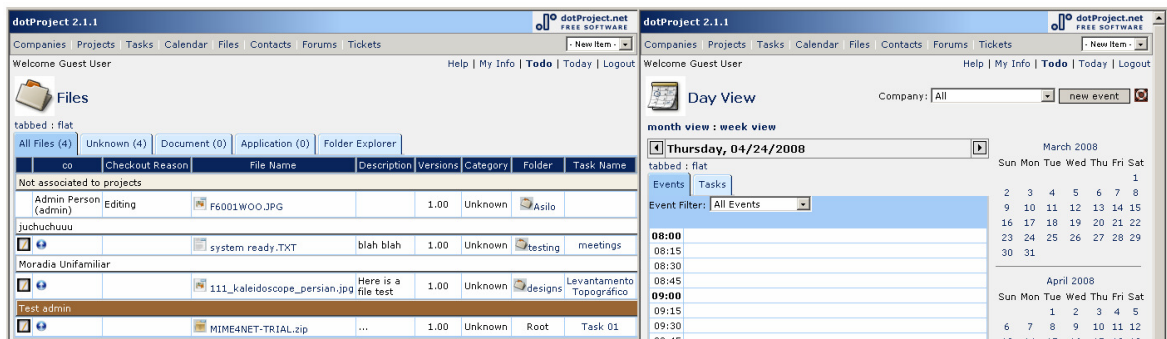 dotProject 2.1.1
dotProject.net
FREE SOFTWARE
Companies Projects Tasks Calendar Files Contacts Forums Tickets - New Item -
Welcome Guest User Help | My Info | Todo | Today | Logout
Files
tabbed : flat
All Files (4) Unknown (4) Document (0) Application (0) Folder Explorer
co Checkout Reason File Name Description Versions Category Folder Task Name
Not associated to projects
Admin Person (admin) Editing F6001WOO.JPG 1.00 Unknown Asilo
juchuchuuu
system ready.TXT blah blah 1.00 Unknown testing meetings
Moradia Unifamiliar
111_kaleidoscope_persian.jpg Here is a file test 1.00 Unknown designs Levantamento Topográfico
Test admin
MIME4NET-TRIAL.zip ... 1.00 Unknown Root Task 01
dotProject 2.1.1
dotProject.net
FREE SOFTWARE
Companies Projects Tasks Calendar Files Contacts Forums Tickets - New Item -
Welcome Guest User Help | My Info | Todo | Today | Logout
Day View Company: All new event
month view : week view
Thursday, 04/24/2008
tabbed : flat
Events Tasks
Event Filter: All Events
08:00
08:15
08:30
08:45
09:00
09:15
09:30
March 2008
Sun Mon Tue Wed Thu Fri Sat
1
2 3 4 5 6 7 8
9 10 11 12 13 14 15
16 17 18 19 20 21 22
23 24 25 26 27 28 29
30 31
April 2008
Sun Mon Tue Wed Thu Fri Sat
1 2 3 4 5
6 7 8 9 10 11 12